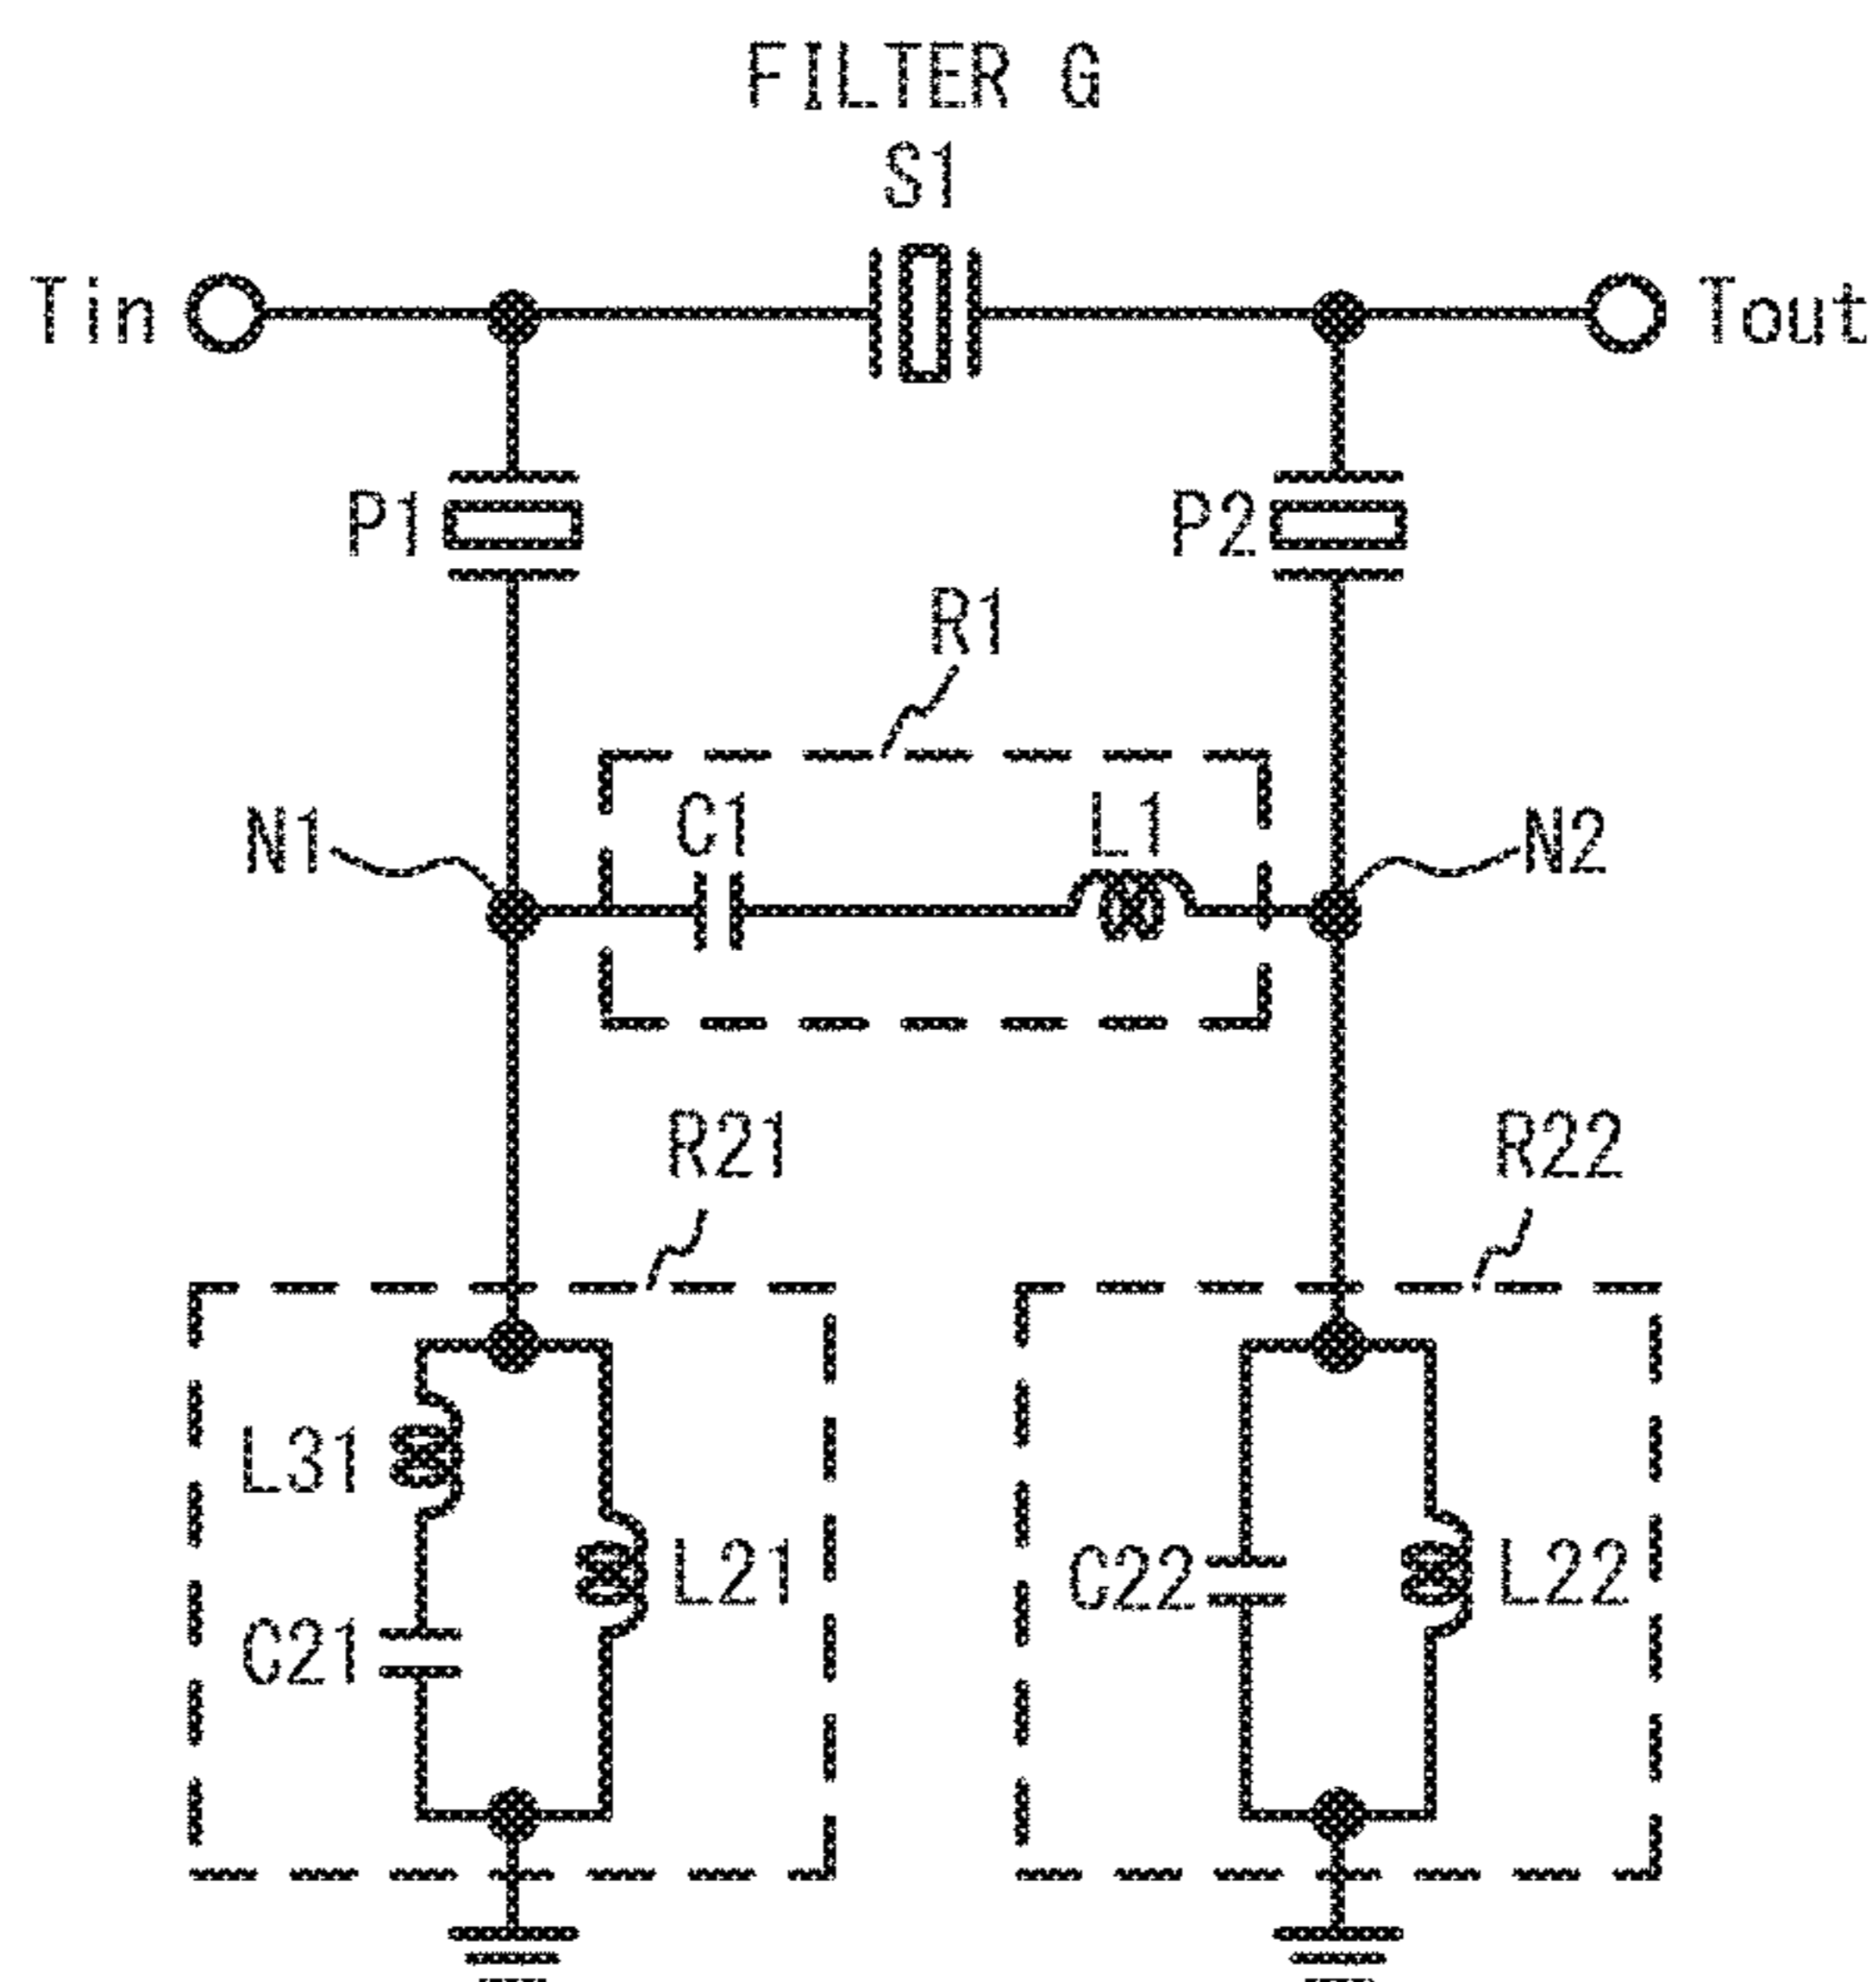 FILTER G
S1
Tin
Tout
P1
P2
R1
N1
C1
L1
N2
R21
R22
L31
L21
C22
L22
C21